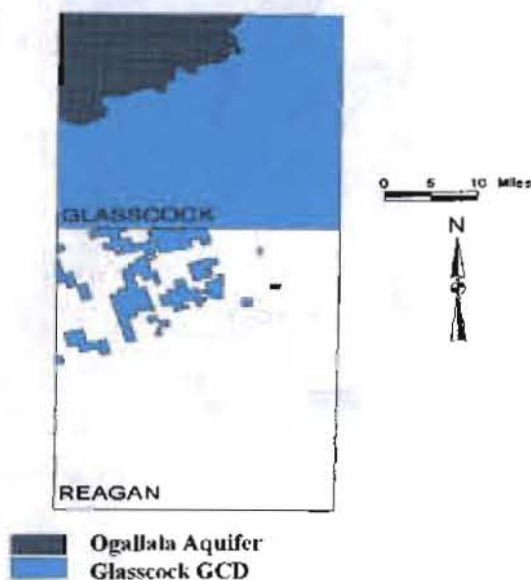 0 5 10 Miles
GLASSCOCK
N
REAGAN
Ogallala Aquifer
Glasscock GCD